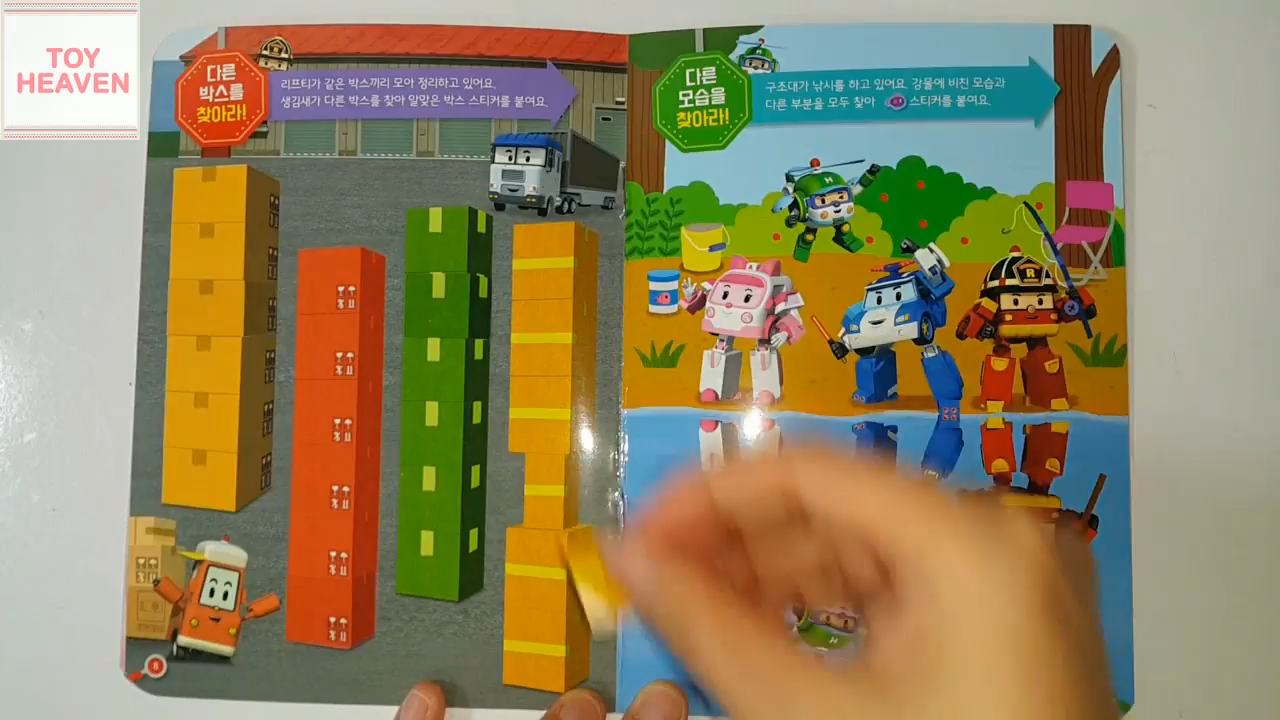 TOY
HEAVEN
다른
박스를
찾아라!
리프티가 같은 박스끼리 모아 정리하고 있어요.
생김새가 다른 박스를 찾아 알맞은 박스 스티커를 붙여요.
다른
모습을
찾아라!
구조대가 낚시를 하고 있어요. 강물에 비친 모습과
다른 부분을 모두 찾아 스티커를 붙여요.
H
R
H
8